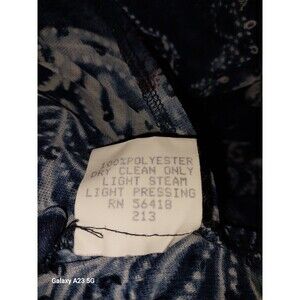 100%POLYESTER
DRY CLEAN ONLY
LIGHT STEAM
LIGHT PRESSING
RN 56418
213
Galaxy A23 5G